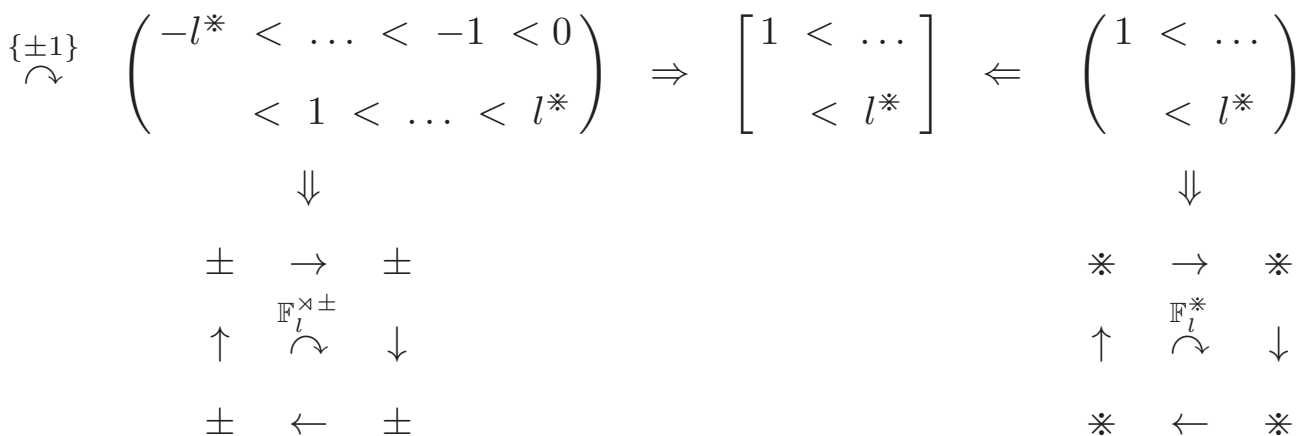 {±1} ↷ ( −l^※ < … < −1 < 0 ⇒ [ 1 < … ⇐ ( 1 < …
< 1 < … < l^※ ) < l^※ ] < l^※ )
⇓ ⇓
± → ± ※ → ※
↑ 𝔽_l^{⋊±} ↷ ↓ ↑ 𝔽_l^※ ↷ ↓
± ← ± ※ ← ※